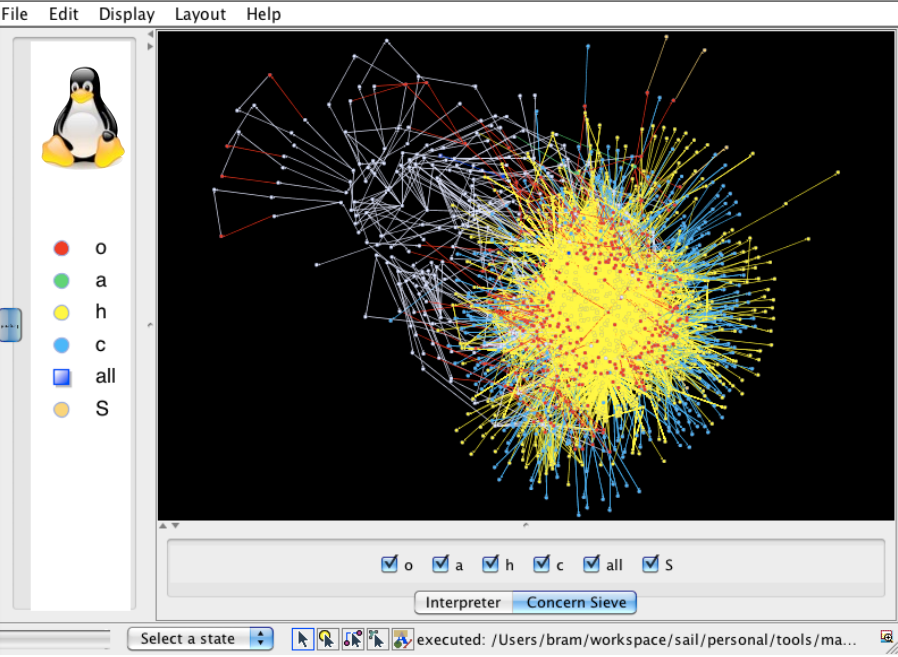 File Edit Display Layout Help
o
a
h
c
all
S
o a h c all S
Interpreter Concern Sieve
Select a state executed: /Users/bram/workspace/sail/personal/tools/ma...